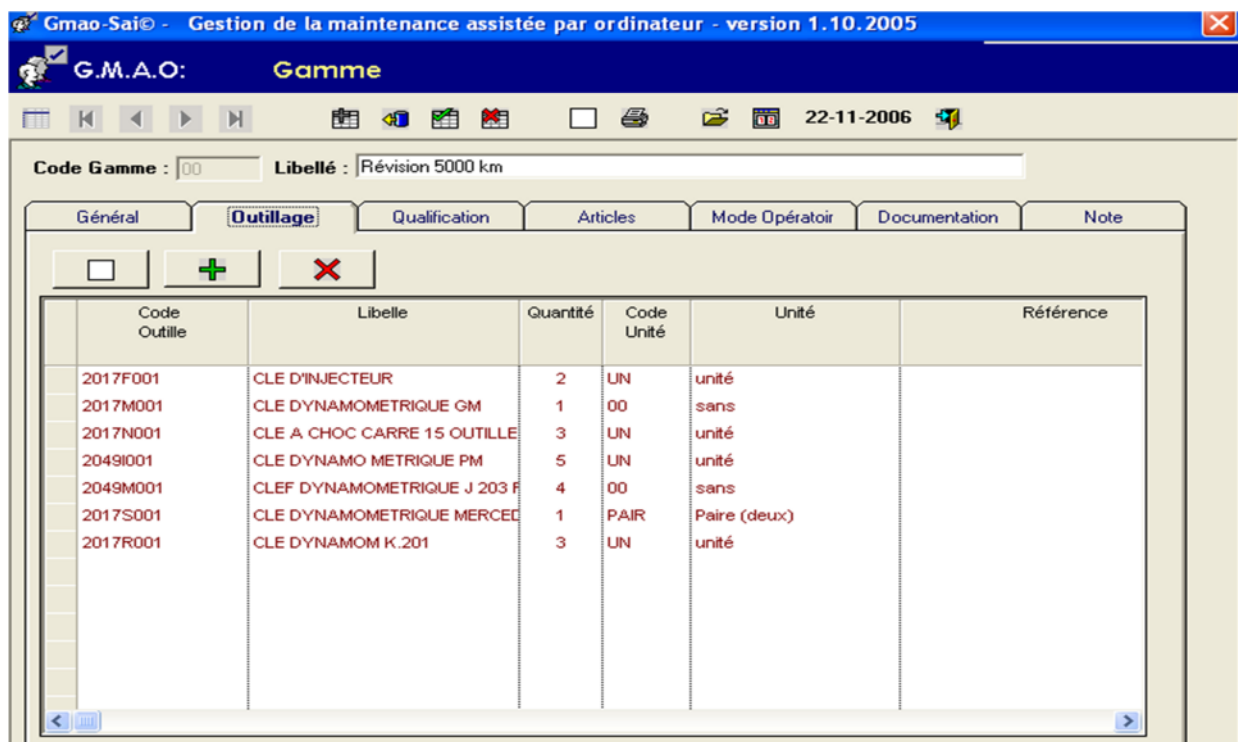 Gmao-Sai© - Gestion de la maintenance assistée par ordinateur - version 1.10.2005
G.M.A.O: Gamme
22-11-2006
Code Gamme : 00 Libellé : Révision 5000 km
Général Outillage Qualification Articles Mode Opératoir Documentation Note
Code Outille Libelle Quantité Code Unité Unité Référence
2017F001 CLE D'INJECTEUR 2 UN unité
2017M001 CLE DYNAMOMETRIQUE GM 1 00 sans
2017N001 CLE A CHOC CARRE 15 OUTILLE 3 UN unité
2049I001 CLE DYNAMO METRIQUE PM 5 UN unité
2049M001 CLEF DYNAMOMETRIQUE J 203 F 4 00 sans
2017S001 CLE DYNAMOMETRIQUE MERCED 1 PAIR Paire (deux)
2017R001 CLE DYNAMOM K.201 3 UN unité